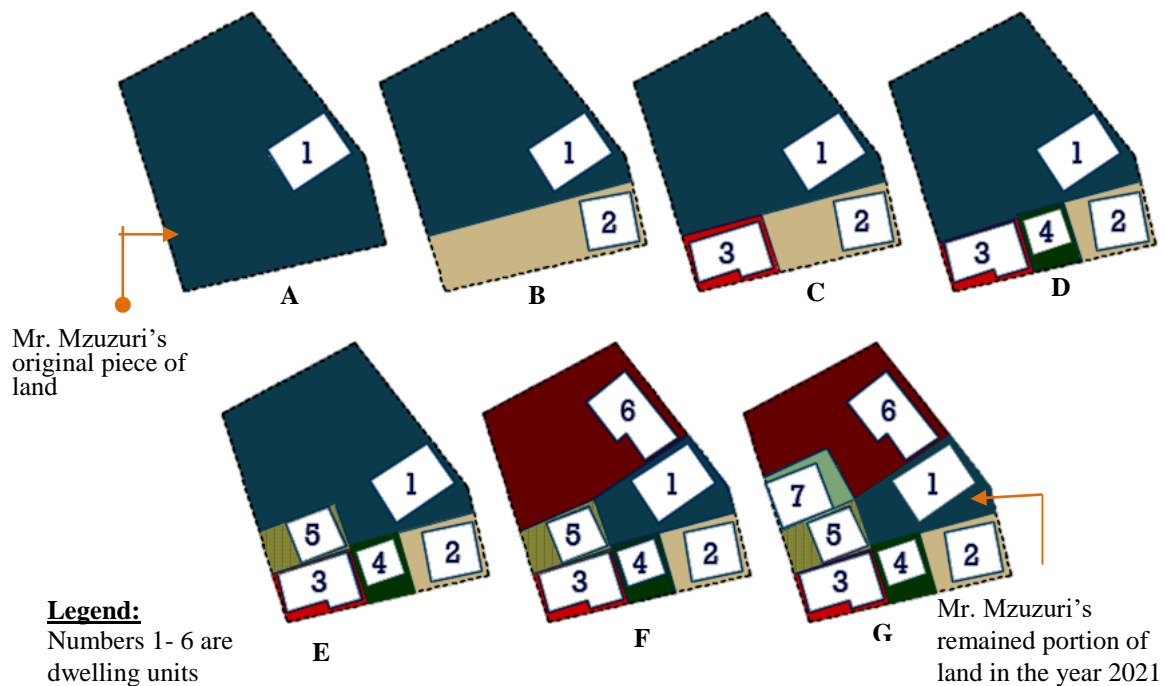 1
A
1
2
B
1
2
3
C
1
2
3
4
D
Mr. Mzuzuri’s
original piece of
land
1
2
3
4
5
E
1
2
3
4
5
6
F
1
2
3
4
5
6
7
G
Legend:
Numbers 1- 6 are
dwelling units
Mr. Mzuzuri’s
remained portion of
land in the year 2021